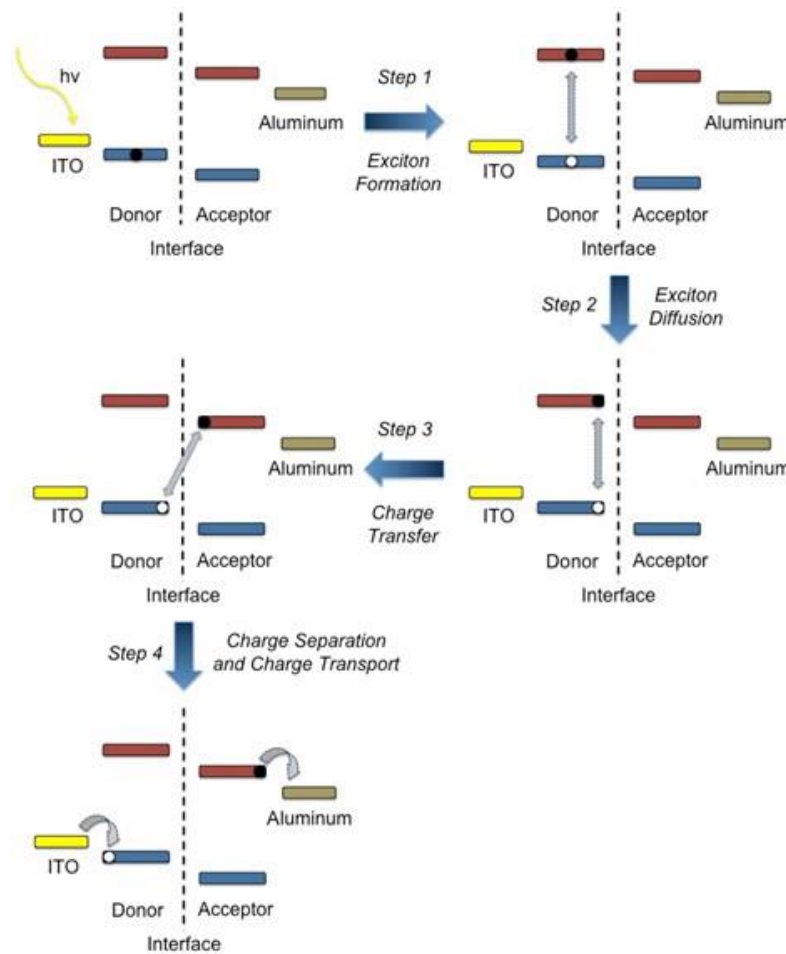 hv
ITO
Donor
Acceptor
Aluminum
Interface
Step 1
Exciton
Formation
ITO
Donor
Acceptor
Aluminum
Interface
Step 2
Exciton
Diffusion
ITO
Donor
Acceptor
Aluminum
Interface
Step 3
Charge
Transfer
ITO
Donor
Acceptor
Aluminum
Interface
Step 4
Charge Separation
and Charge Transport
ITO
Donor
Acceptor
Aluminum
Interface